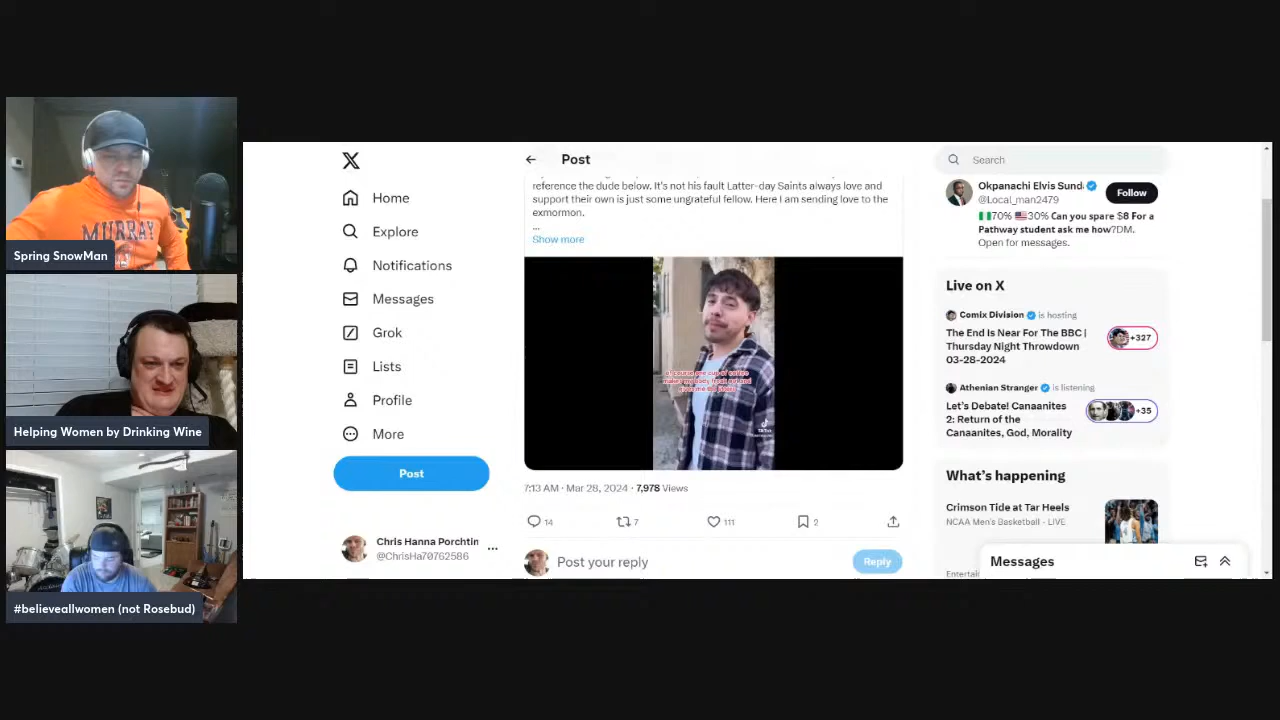 Spring SnowMan
MURRAY
Helping Women by Drinking Wine
#believeallwomen (not Rosebud)
X
Home
Explore
Notifications
Messages
Grok
Lists
Profile
More
Post
Chris Hanna Porchtin
@ChrisHa70762586
Post
reference the dude below. It's not his fault Latter-day Saints always love and
support their own is just some ungrateful fellow. Here I am sending love to the
exmormon.
...
Show more
makes my body
TikTok
7:13 AM · Mar 28, 2024 · 7,978 Views
14
7
111
2
Post your reply
Reply
Search
Okpanachi Elvis Sund
@Local_man2479
Follow
🇳🇬70% 🇺🇸30% Can you spare $8 For a
Pathway student ask me how?DM.
Open for messages.
Live on X
Comix Division is hosting
The End Is Near For The BBC |
Thursday Night Throwdown
03-28-2024
+327
Athenian Stranger is listening
Let's Debate! Canaanites
2: Return of the
Canaanites, God, Morality
+35
What's happening
Crimson Tide at Tar Heels
NCAA Men's Basketball · LIVE
Messages
Entertai